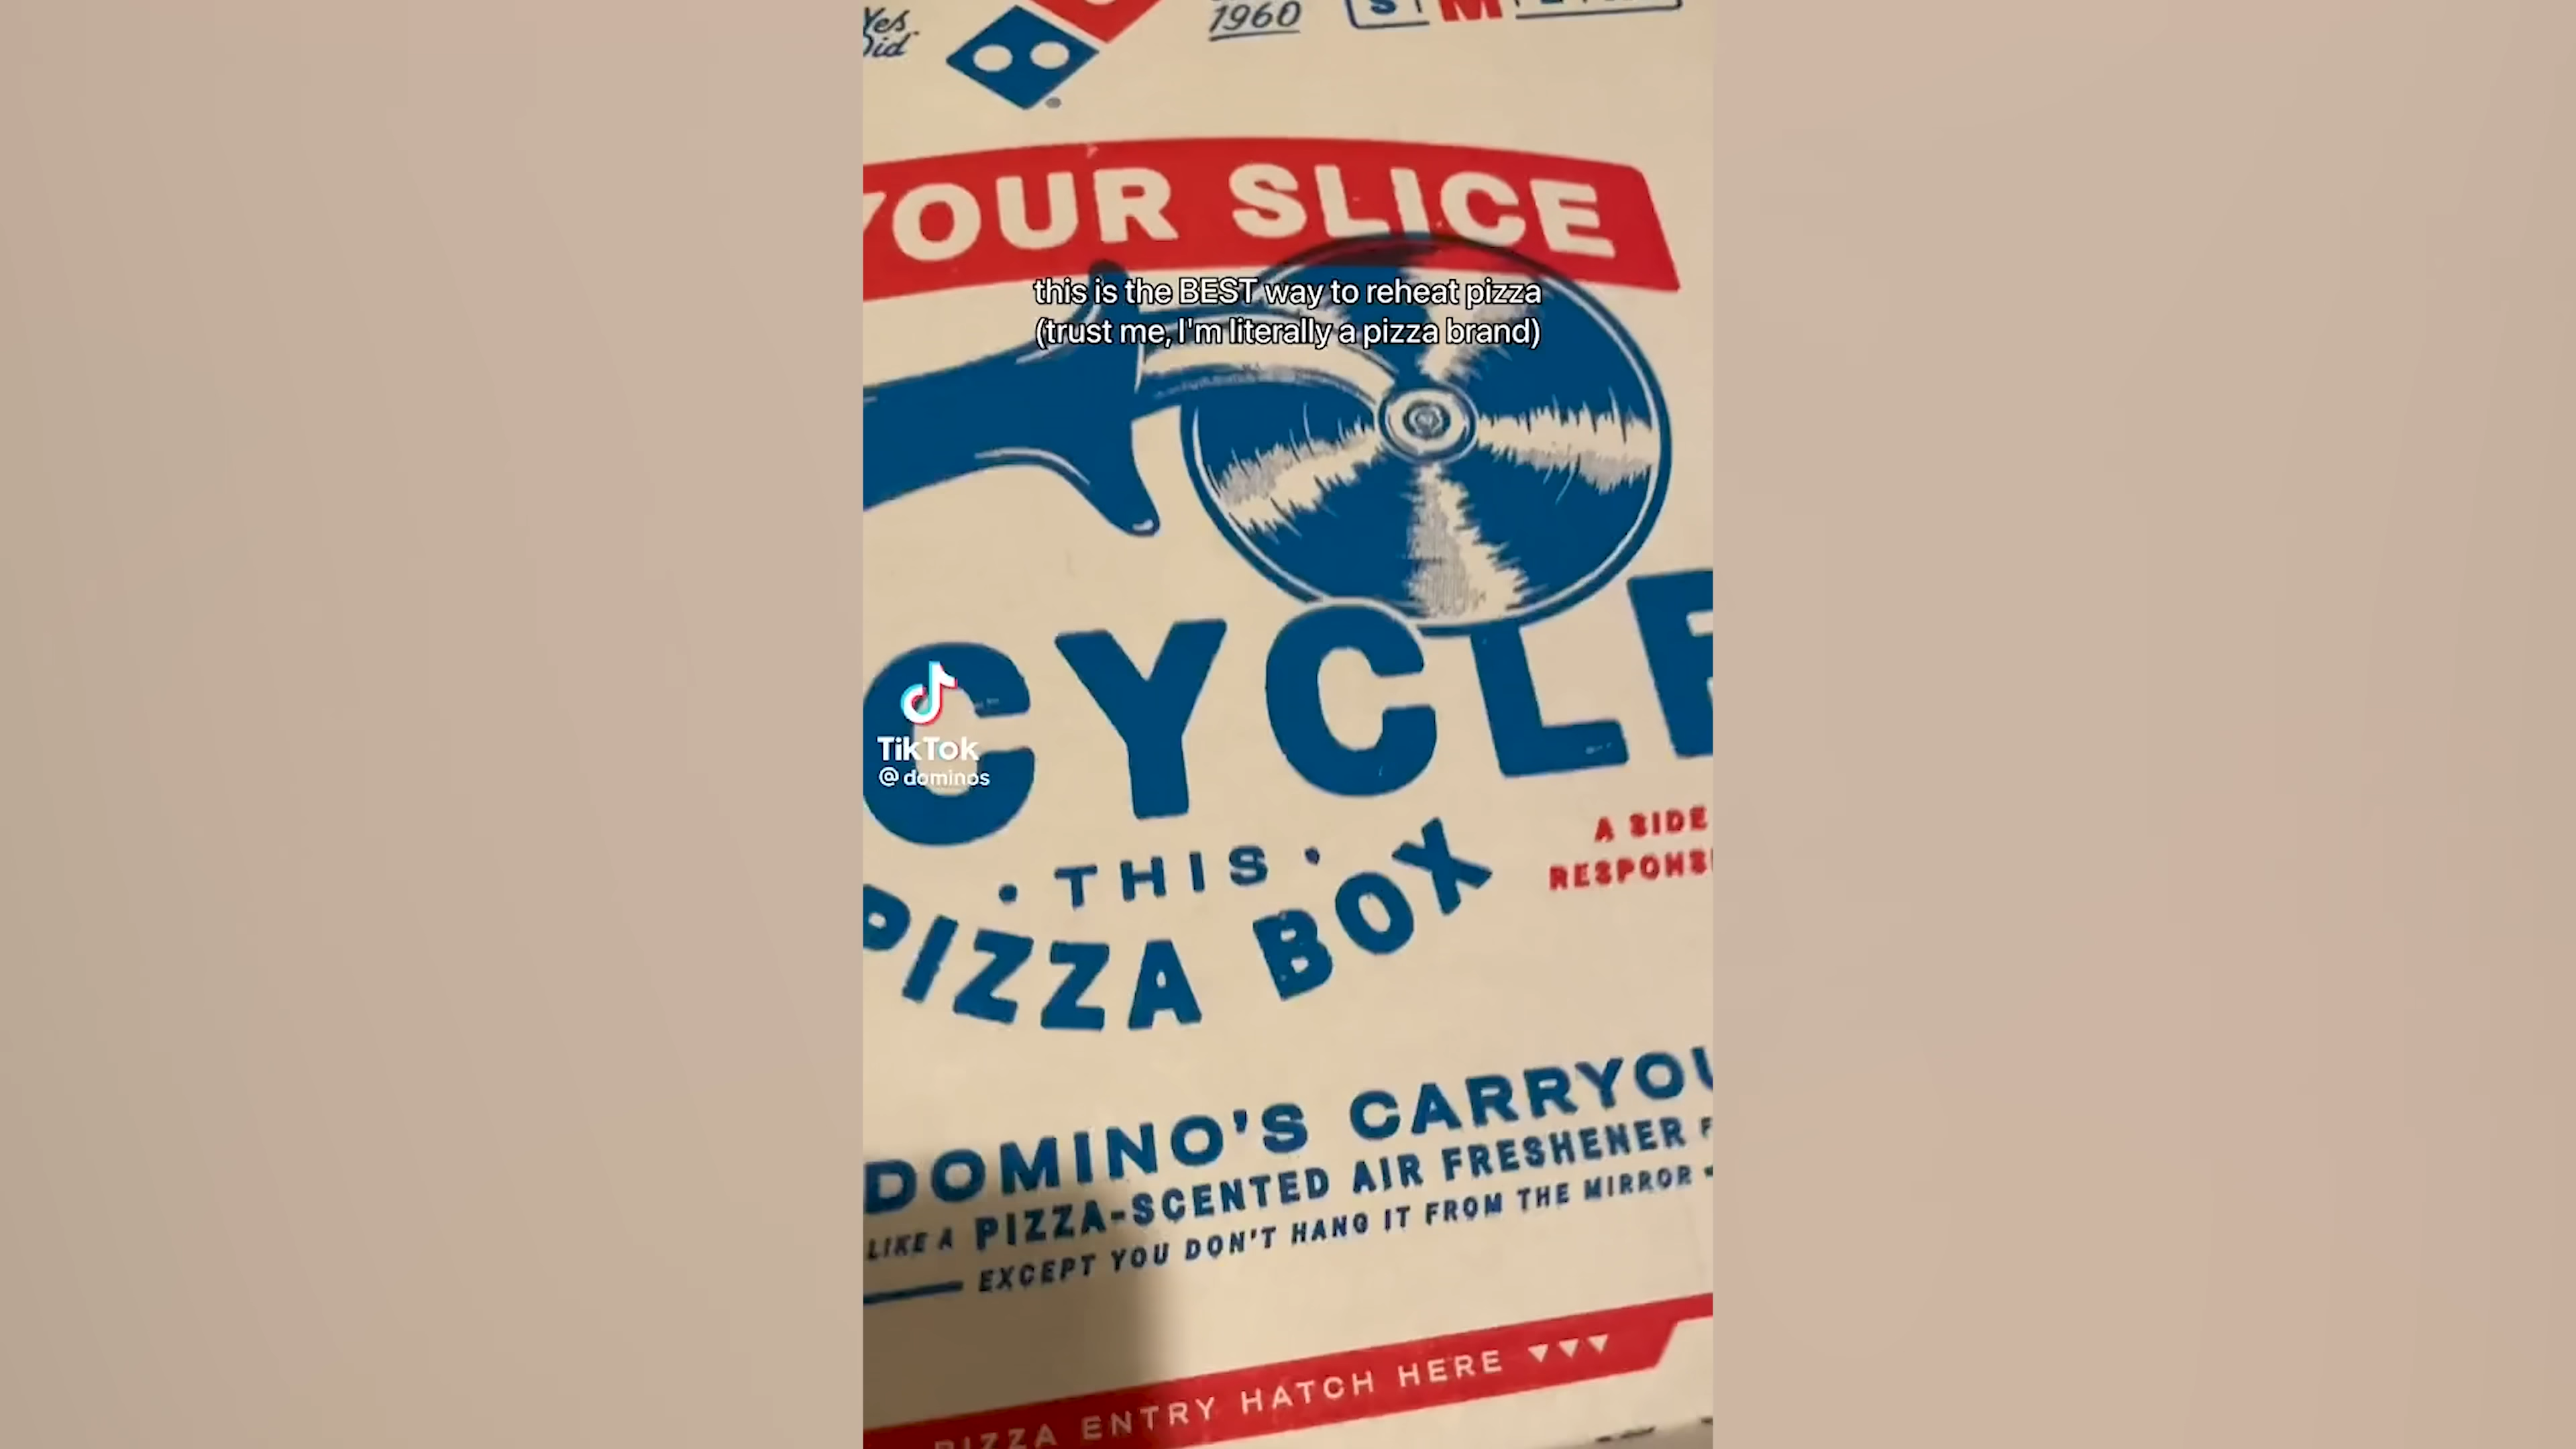 Yes
Did
1960
YOUR SLICE
this is the BEST way to reheat pizza
(trust me, I'm literally a pizza brand)
CYCLE
TikTok
@dominos
• THIS •
PIZZA BOX
A SIDE
DOMINO'S CARRYOU
LIKE A PIZZA-SCENTED AIR FRESHENER F
EXCEPT YOU DON'T HANG IT FROM THE MIRROR
PIZZA ENTRY HATCH HERE